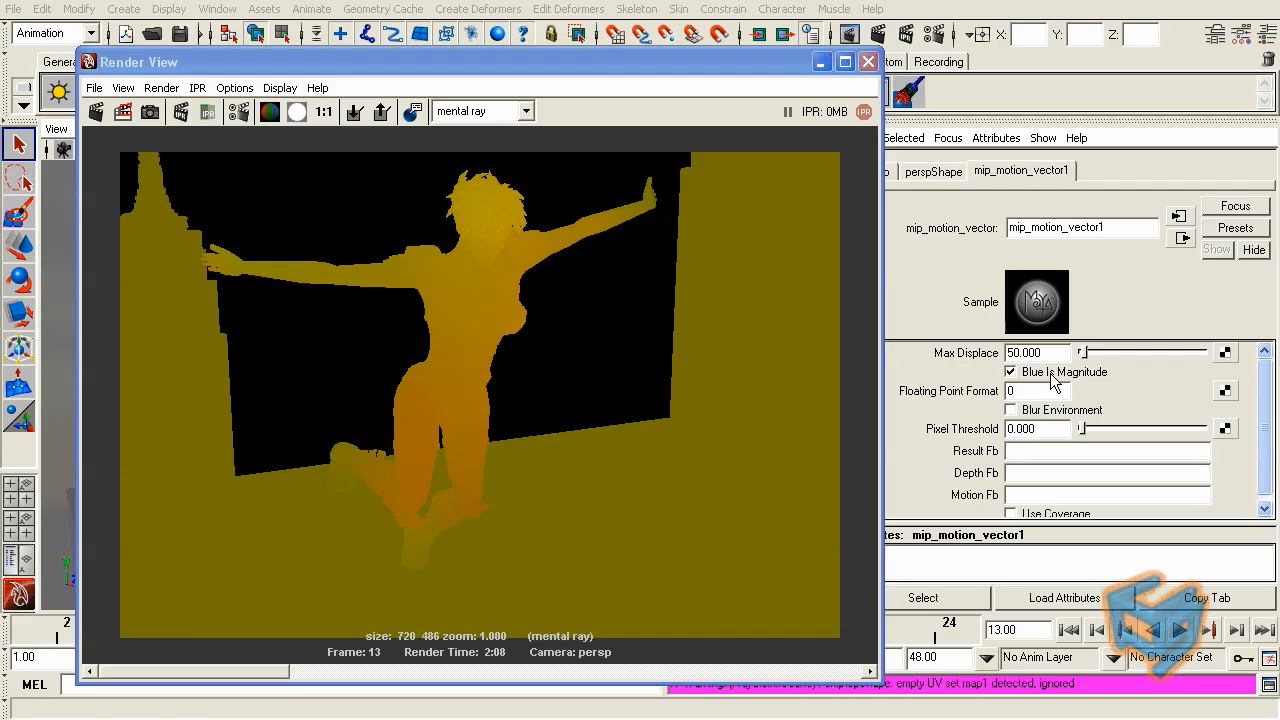 File Edit Modify Create Display Window Assets Animate Geometry Cache Create Deformers Edit Deformers Skeleton Skin Constrain Character Muscle Help
Animation
X: Y: Z:
Render View
Recording
File View Render IPR Options Display Help
1:1 mental ray IPR: 0MB IPR
View
Focus Attributes Show Help
perspShape mip_motion_vector1
mip_motion_vector: mip_motion_vector1
Focus
Presets
Show Hide
Sample
Max Displace 50.000
Blue Is Magnitude
Floating Point Format 0
Blur Environment
Pixel Threshold 0.000
Result Fb
Depth Fb
Motion Fb
Use Coverage
mip_motion_vector1
Select Load Attributes Copy Tab
size: 720 486 zoom: 1.000 (mental ray)
Frame: 13 Render Time: 2:08 Camera: persp
2 24 13.00
1.00 48.00 No Anim Layer No Character Set
MEL empty UV set map1 detected, ignored